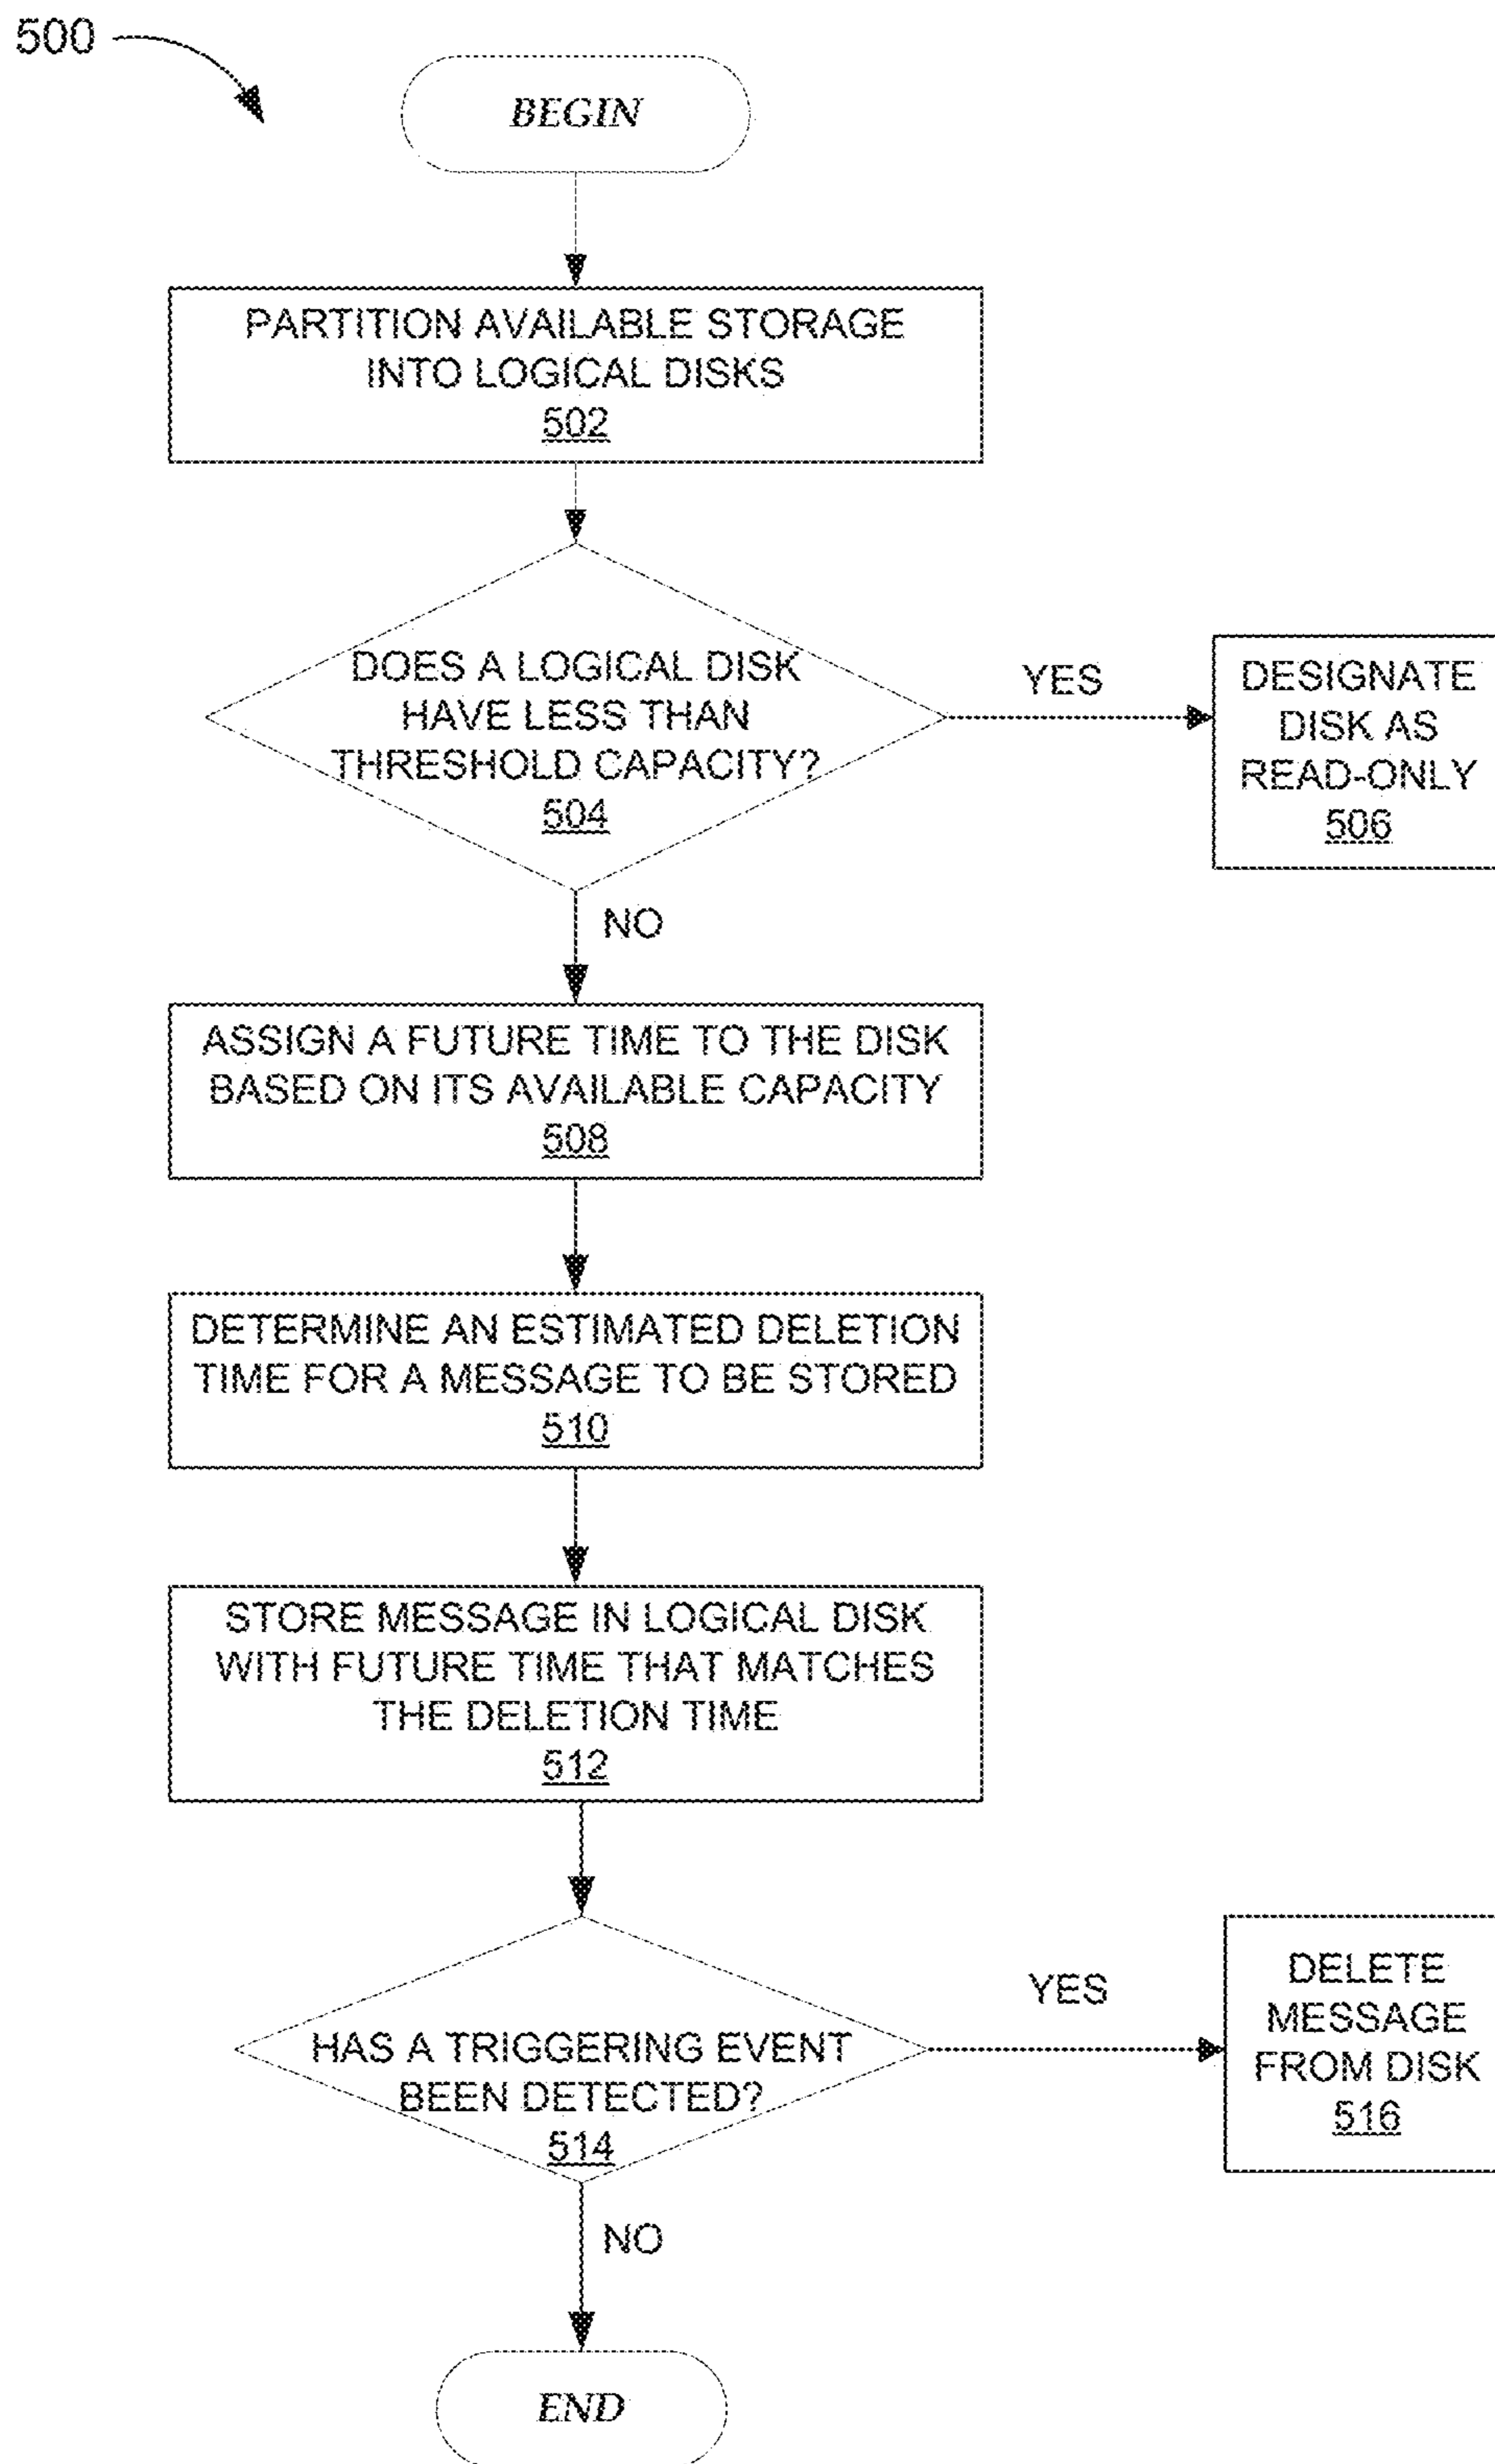 500
BEGIN
PARTITION AVAILABLE STORAGE
INTO LOGICAL DISKS
502
DOES A LOGICAL DISK
HAVE LESS THAN
THRESHOLD CAPACITY?
504
YES
DESIGNATE
DISK AS
READ-ONLY
506
NO
ASSIGN A FUTURE TIME TO THE DISK
BASED ON ITS AVAILABLE CAPACITY
508
DETERMINE AN ESTIMATED DELETION
TIME FOR A MESSAGE TO BE STORED
510
STORE MESSAGE IN LOGICAL DISK
WITH FUTURE TIME THAT MATCHES
THE DELETION TIME
512
HAS A TRIGGERING EVENT
BEEN DETECTED?
514
YES
DELETE
MESSAGE
FROM DISK
516
NO
END